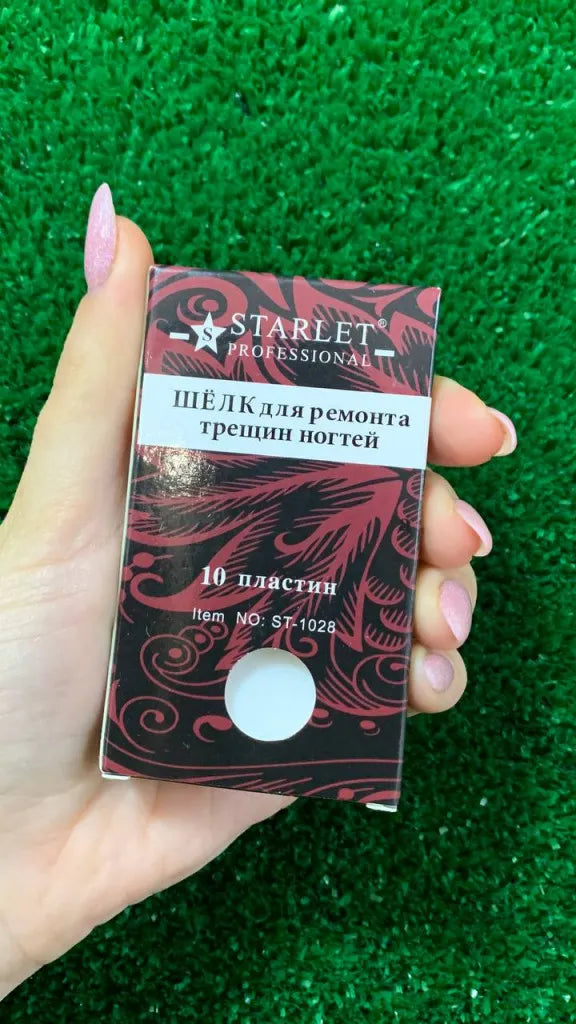 S STARLET®
PROFESSIONAL
ШЁЛК для ремонта
трещин ногтей
10 пластин
Item NO: ST-1028